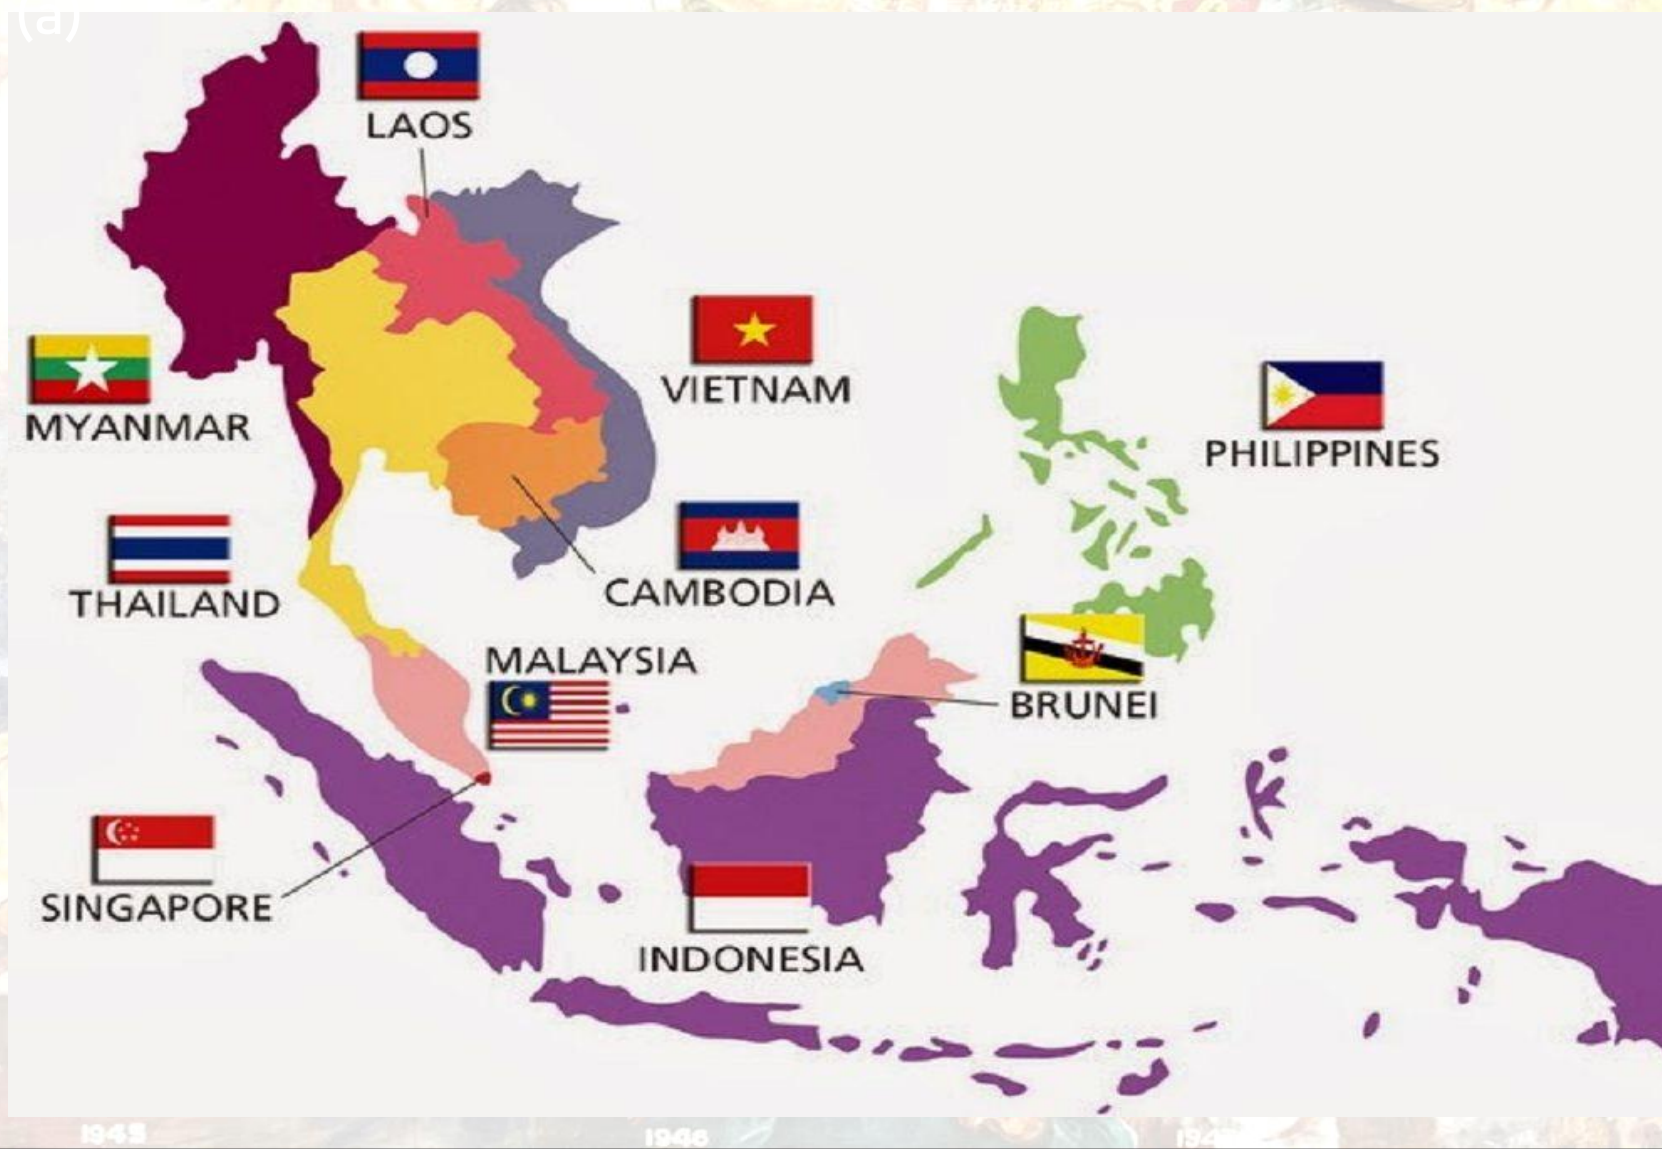 (a)
LAOS
VIETNAM
MYANMAR
PHILIPPINES
THAILAND
CAMBODIA
MALAYSIA
BRUNEI
SINGAPORE
INDONESIA
1945
1946